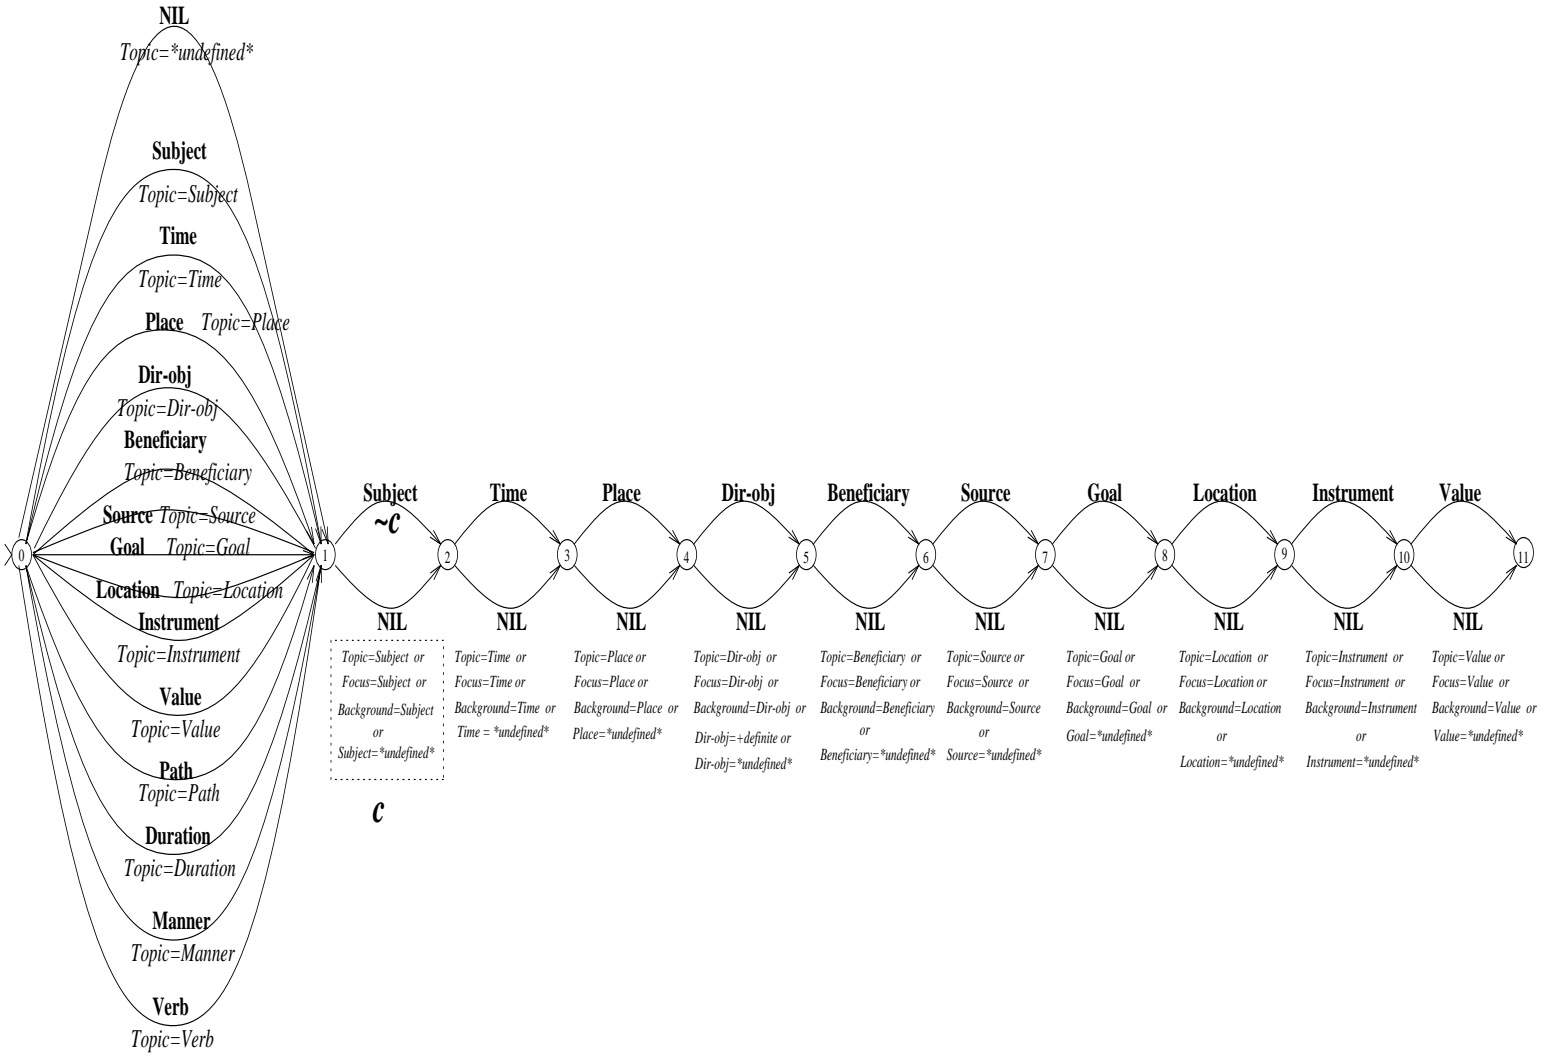 NIL
Topic=*undefined*
Subject
Topic=Subject
Time
Topic=Time
Place Topic=Place
Dir-obj
Topic=Dir-obj
Beneficiary
Topic=Beneficiary
Source Topic=Source
Goal Topic=Goal
Location Topic=Location
Instrument
Topic=Instrument
Value
Topic=Value
Path
Topic=Path
Duration
Topic=Duration
Manner
Topic=Manner
Verb
Topic=Verb
0 1 2 3 4 5 6 7 8 9 10 11
Subject
~c
NIL
Topic=Subject or
Focus=Subject or
Background=Subject
or
Subject=*undefined*
c
Time
NIL
Topic=Time or
Focus=Time or
Background=Time or
Time = *undefined*
Place
NIL
Topic=Place or
Focus=Place or
Background=Place or
Place=*undefined*
Dir-obj
NIL
Topic=Dir-obj or
Focus=Dir-obj or
Background=Dir-obj or
Dir-obj=+definite or
Dir-obj=*undefined*
Beneficiary
NIL
Topic=Beneficiary or
Focus=Beneficiary or
Background=Beneficiary
or
Beneficiary=*undefined*
Source
NIL
Topic=Source or
Focus=Source or
Background=Source
or
Source=*undefined*
Goal
NIL
Topic=Goal or
Focus=Goal or
Background=Goal or
Goal=*undefined*
Location
NIL
Topic=Location or
Focus=Location or
Background=Location
or
Location=*undefined*
Instrument
NIL
Topic=Instrument or
Focus=Instrument or
Background=Instrument
or
Instrument=*undefined*
Value
NIL
Topic=Value or
Focus=Value or
Background=Value or
Value=*undefined*